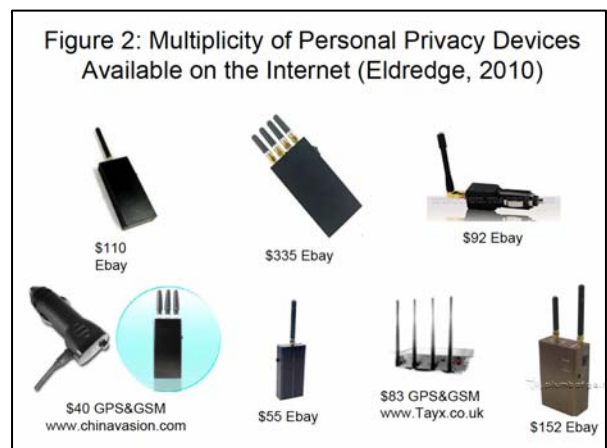 Figure 2: Multiplicity of Personal Privacy Devices
Available on the Internet (Eldredge, 2010)
$110
Ebay
$335 Ebay
$92 Ebay
$40 GPS&GSM
www.chinavasion.com
$55 Ebay
$83 GPS&GSM
www.Tayx.co.uk
$152 Ebay